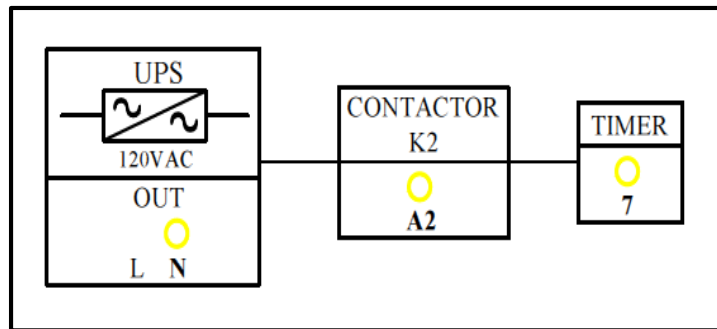 UPS
120VAC
OUT
L N
CONTACTOR
K2
A2
TIMER
7